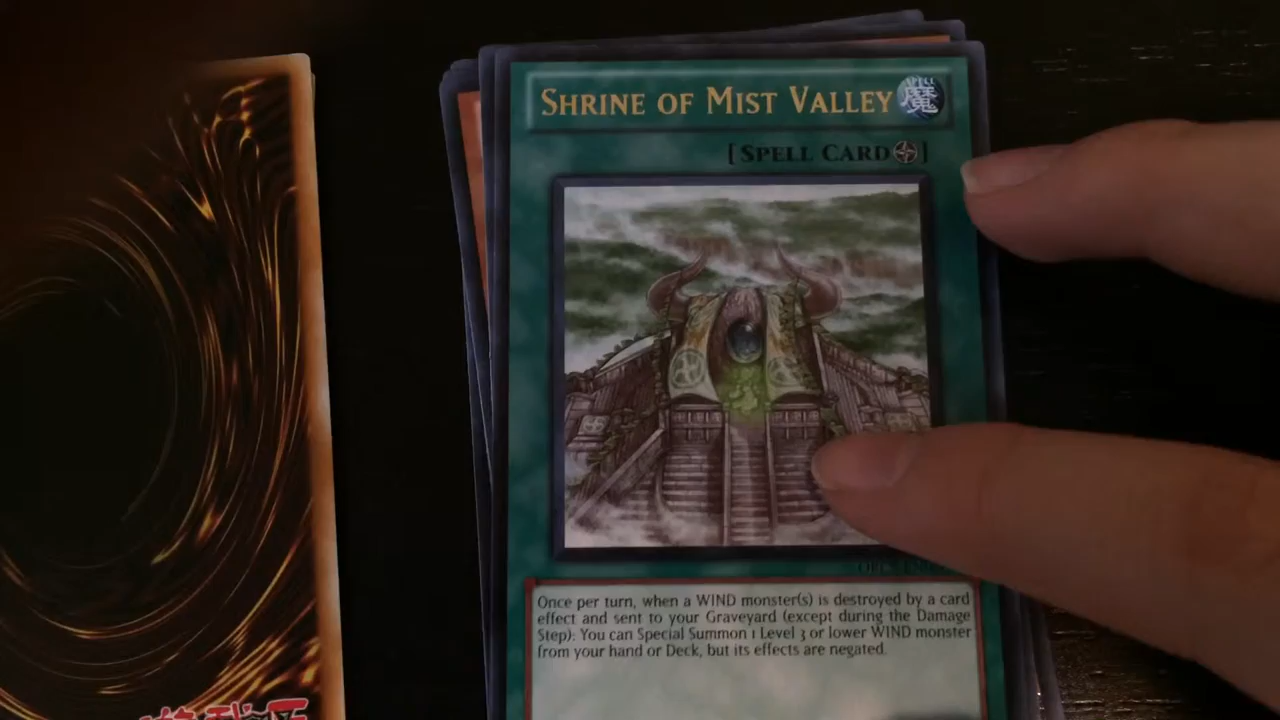 SHRINE OF MIST VALLEY
SPELL
魔
[SPELL CARD]
Once per turn, when a WIND monster(s) is destroyed by a card
effect and sent to your Graveyard (except during the Damage
Step): You can Special Summon 1 Level 3 or lower WIND monster
from your hand or Deck, but its effects are negated.